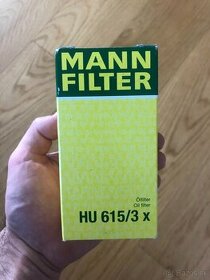 MANN
FILTER
Ölfilter
Oil filter
HU 615/3 x